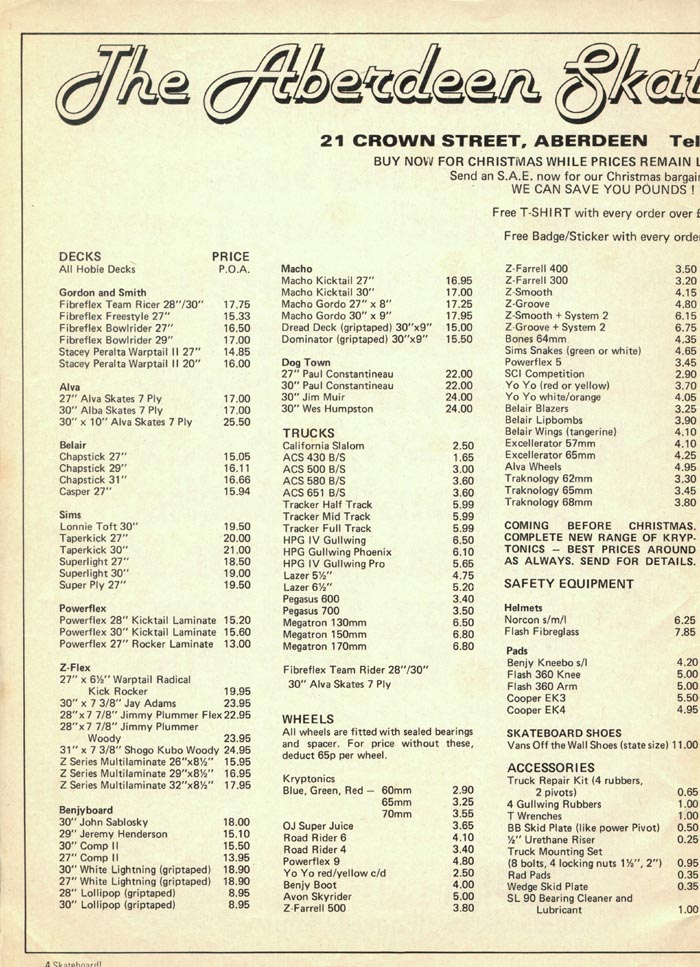 The Aberdeen Skat
21 CROWN STREET, ABERDEEN Tel
BUY NOW FOR CHRISTMAS WHILE PRICES REMAIN L
Send an S.A.E. now for our Christmas bargain
WE CAN SAVE YOU POUNDS !
Free T-SHIRT with every order over £
Free Badge/Sticker with every order
DECKS PRICE
All Hobie Decks P.O.A.
Gordon and Smith
Fibreflex Team Ricer 28"/30" 17.75
Fibreflex Freestyle 27" 15.33
Fibreflex Bowlrider 27" 16.50
Fibreflex Bowlrider 29" 17.00
Stacey Peralta Warptail II 27" 14.85
Stacey Peralta Warptail II 20" 16.00
Alva
27" Alva Skates 7 Ply 17.00
30" Alba Skates 7 Ply 17.00
30" x 10" Alva Skates 7 Ply 25.50
Belair
Chapstick 27" 15.05
Chapstick 29" 16.11
Chapstick 31" 16.66
Casper 27" 15.94
Sims
Lonnie Toft 30" 19.50
Taperkick 27" 20.00
Taperkick 30" 21.00
Superlight 27" 18.50
Superlight 30" 19.00
Super Ply 27" 19.50
Powerflex
Powerflex 28" Kicktail Laminate 15.20
Powerflex 30" Kicktail Laminate 15.60
Powerflex 27" Rocker Laminate 13.00
Z-Flex
27" x 6½" Warptail Radical
Kick Rocker 19.95
30" x 7 3/8" Jay Adams 23.95
28"x 7 7/8" Jimmy Plummer Flex 22.95
28"x 7 7/8" Jimmy Plummer
Woody 23.95
31" x 7 3/8" Shogo Kubo Woody 24.95
Z Series Multilaminate 26"x8½" 15.95
Z Series Multilaminate 29"x8½" 16.95
Z Series Multilaminate 32"x8½" 17.95
Benjyboard
30" John Sablosky 18.00
29" Jeremy Henderson 15.10
30" Comp II 15.50
27" Comp II 13.95
30" White Lightning (griptaped) 18.90
27" White Lightning (griptaped) 18.90
28" Lollipop (griptaped) 8.95
30" Lollipop (griptaped) 8.95
Macho
Macho Kicktail 27" 16.95
Macho Kicktail 30" 17.00
Macho Gordo 27" x 8" 17.25
Macho Gordo 30" x 9" 17.95
Dread Deck (griptaped) 30"x9" 15.00
Dominator (griptaped) 30"x9" 15.50
Dog Town
27" Paul Constantineau 22.00
30" Paul Constantineau 22.00
30" Jim Muir 24.00
30" Wes Humpston 24.00
TRUCKS
California Slalom 2.50
ACS 430 B/S 1.65
ACS 500 B/S 3.00
ACS 580 B/S 3.60
ACS 651 B/S 3.60
Tracker Half Track 5.99
Tracker Mid Track 5.99
Tracker Full Track 5.99
HPG IV Gullwing 6.50
HPG Gullwing Phoenix 6.10
HPG IV Gullwing Pro 5.65
Lazer 5½" 4.75
Lazer 6½" 5.20
Pegasus 600 3.40
Pegasus 700 3.50
Megatron 130mm 6.50
Megatron 150mm 6.80
Megatron 170mm 6.80
Fibreflex Team Rider 28"/30"
30" Alva Skates 7 Ply
WHEELS
All wheels are fitted with sealed bearings
and spacer. For price without these,
deduct 65p per wheel.
Kryptonics
Blue, Green, Red — 60mm 2.90
65mm 3.25
70mm 3.55
OJ Super Juice 3.65
Road Rider 6 4.10
Road Rider 4 3.40
Powerflex 9 4.80
Yo Yo red/yellow c/d 2.50
Benjy Boot 4.00
Avon Skyrider 5.00
Z-Farrell 500 3.80
Z-Farrell 400 3.50
Z-Farrell 300 3.20
Z-Smooth 4.15
Z-Groove 4.80
Z-Smooth + System 2 6.15
Z-Groove + System 2 6.75
Bones 64mm 4.35
Sims Snakes (green or white) 4.65
Powerflex 5 3.45
SCI Competition 2.90
Yo Yo (red or yellow) 3.70
Yo Yo white/orange 4.05
Belair Blazers 3.25
Belair Lipbombs 3.90
Belair Wings (tangerine) 4.10
Excellerator 57mm 4.10
Excellerator 65mm 4.25
Alva Wheels 4.95
Traknology 62mm 3.30
Traknology 65mm 3.45
Traknology 68mm 3.80
COMING BEFORE CHRISTMAS.
COMPLETE NEW RANGE OF KRYP-
TONICS — BEST PRICES AROUND
AS ALWAYS. SEND FOR DETAILS.
SAFETY EQUIPMENT
Helmets
Norcon s/m/l 6.25
Flash Fibreglass 7.85
Pads
Benjy Kneebo s/l 4.20
Flash 360 Knee 5.00
Flash 360 Arm 5.00
Cooper EK3 5.50
Cooper EK4 4.95
SKATEBOARD SHOES
Vans Off the Wall Shoes (state size) 11.00
ACCESSORIES
Truck Repair Kit (4 rubbers,
2 pivots) 0.65
4 Gullwing Rubbers 1.00
T Wrenches 1.00
BB Skid Plate (like power Pivot) 0.50
½" Urethane Riser 0.25
Truck Mounting Set
(8 bolts, 4 locking nuts 1½", 2") 0.95
Rad Pads 0.35
Wedge Skid Plate 0.35
SL 90 Bearing Cleaner and
Lubricant 1.00
4 Skateboard!